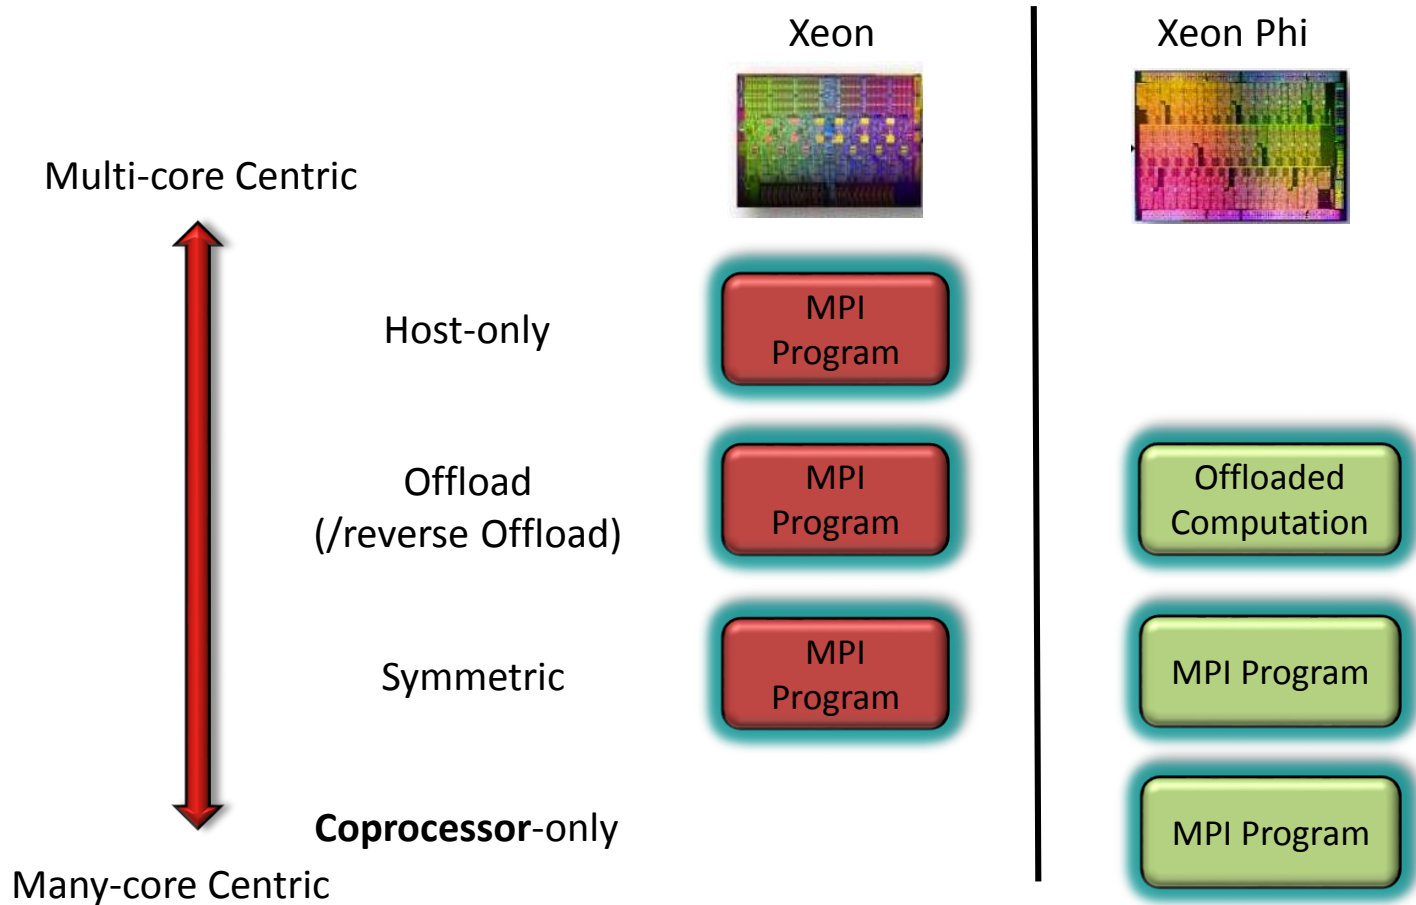 Xeon
Xeon Phi
Multi-core Centric
Host-only
MPI
Program
Offload
(/reverse Offload)
MPI
Program
Offloaded
Computation
Symmetric
MPI
Program
MPI Program
Coprocessor-only
MPI Program
Many-core Centric